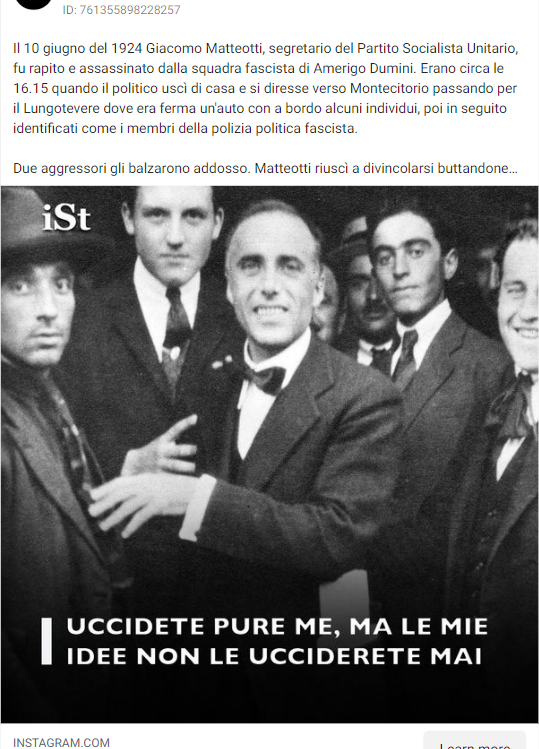 ID: 761355898228257
Il 10 giugno del 1924 Giacomo Matteotti, segretario del Partito Socialista Unitario,
fu rapito e assassinato dalla squadra fascista di Amerigo Dumini. Erano circa le
16.15 quando il politico uscì di casa e si diresse verso Montecitorio passando per
il Lungotevere dove era ferma un'auto con a bordo alcuni individui, poi in seguito
identificati come i membri della polizia politica fascista.
Due aggressori gli balzarono addosso. Matteotti riuscì a divincolarsi buttandone...
iSt
UCCIDETE PURE ME, MA LE MIE
IDEE NON LE UCCIDERETE MAI
INSTAGRAM.COM
Learn more